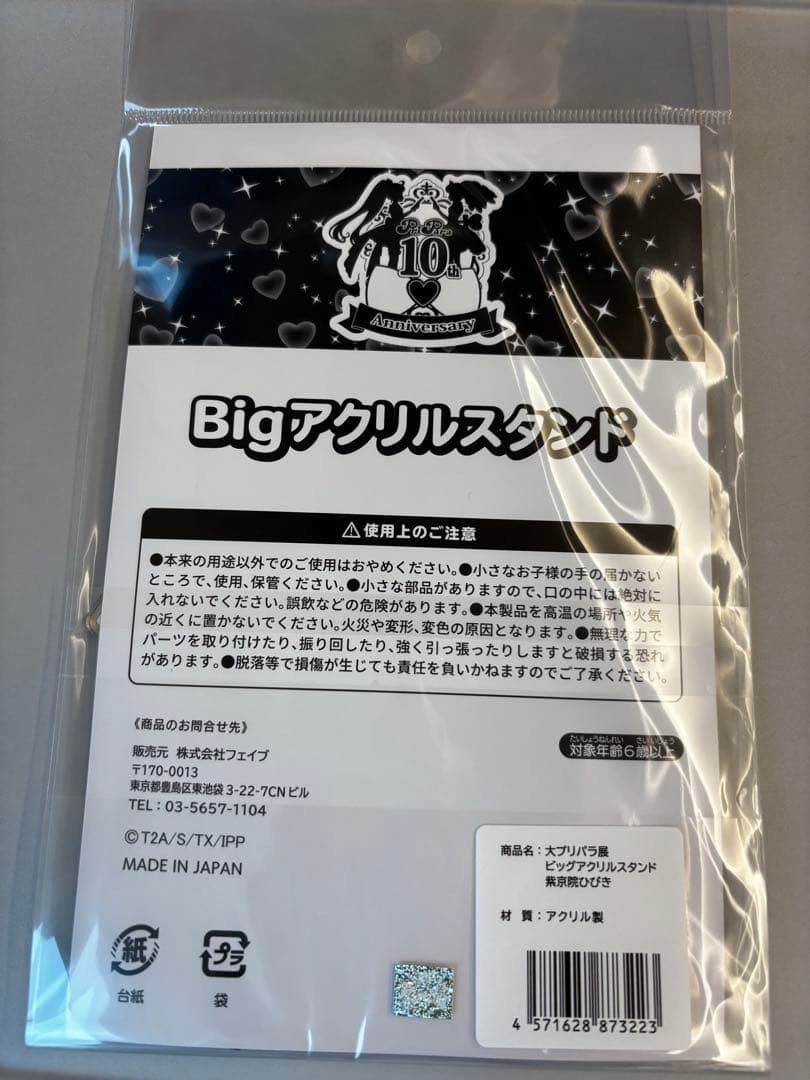 PriPara
10th
Anniversary
Bigアクリルスタンド
⚠使用上のご注意
●本来の用途以外でのご使用はおやめください。●小さなお子様の手の届かない
ところで、使用、保管ください。●小さな部品がありますので、口の中には絶対に
入れないでください。誤飲などの危険があります。●本製品を高温の場所や火気
の近くに置かないでください。火災や変形、変色の原因となります。●無理な力で
パーツを取り付けたり、振り回したり、強く引っ張ったりしますと破損する恐れ
があります。●脱落等で損傷が生じても責任を負いかねますのでご了承ください。
《商品のお問合せ先》
販売元 株式会社フェイブ
〒170-0013
東京都豊島区東池袋3-22-7CNビル
TEL：03-5657-1104
たいしょうねんれい さいいじょう
対象年齢6歳以上
©T2A/S/TX/IPP
MADE IN JAPAN
紙
台紙
プラ
袋
商品名：大プリパラ展
ビッグアクリルスタンド
紫京院ひびき
材 質：アクリル製
4 571628 873223